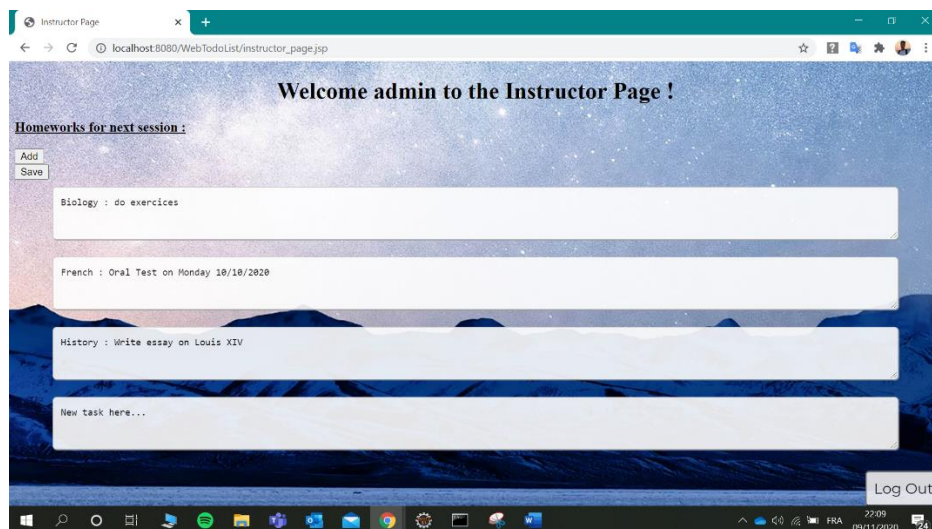 Instructor Page
localhost:8080/WebTodoList/instructor_page.jsp
Welcome admin to the Instructor Page !
Homeworks for next session :
Add
Save
Biology : do exercices
French : Oral Test on Monday 10/10/2020
History : Write essay on Louis XIV
New task here...
Log Out
FRA
22:09
09/11/2020
24